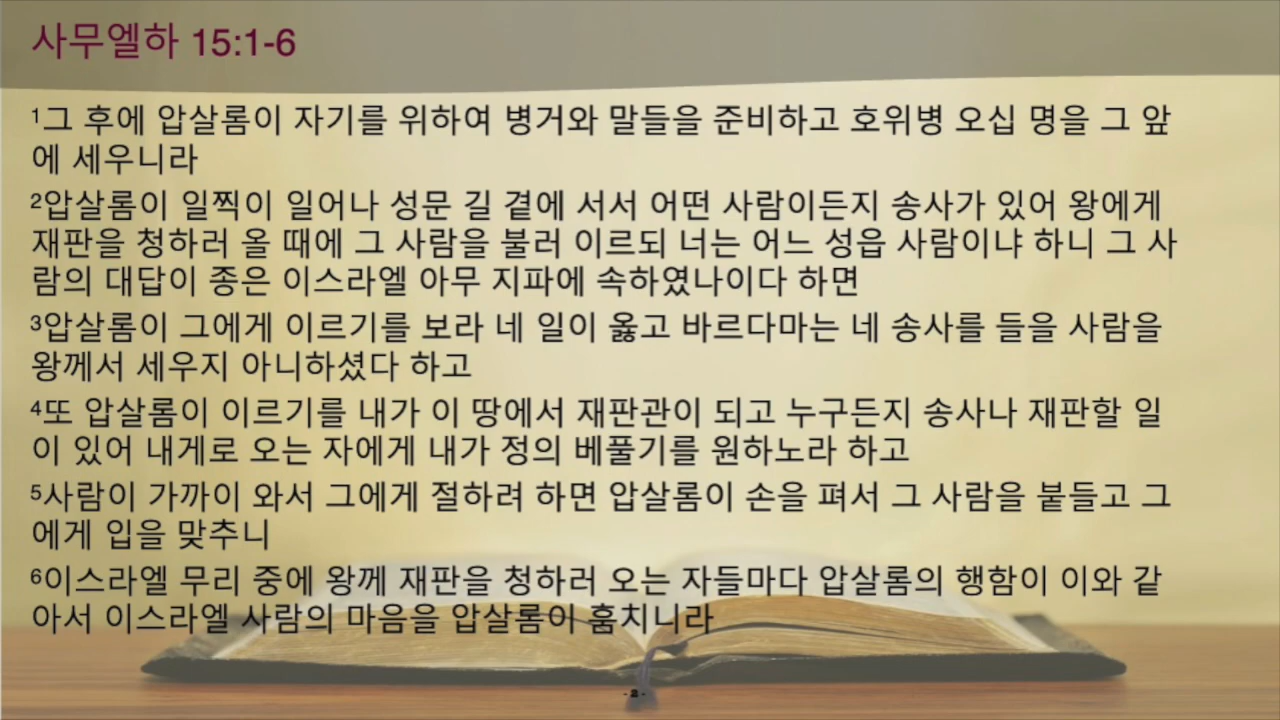 사무엘하 15:1-6
1그 후에 압살롬이 자기를 위하여 병거와 말들을 준비하고 호위병 오십 명을 그 앞
에 세우니라
2압살롬이 일찍이 일어나 성문 길 곁에 서서 어떤 사람이든지 송사가 있어 왕에게
재판을 청하러 올 때에 그 사람을 불러 이르되 너는 어느 성읍 사람이냐 하니 그 사
람의 대답이 종은 이스라엘 아무 지파에 속하였나이다 하면
3압살롬이 그에게 이르기를 보라 네 일이 옳고 바르다마는 네 송사를 들을 사람을
왕께서 세우지 아니하셨다 하고
4또 압살롬이 이르기를 내가 이 땅에서 재판관이 되고 누구든지 송사나 재판할 일
이 있어 내게로 오는 자에게 내가 정의 베풀기를 원하노라 하고
5사람이 가까이 와서 그에게 절하려 하면 압살롬이 손을 펴서 그 사람을 붙들고 그
에게 입을 맞추니
6이스라엘 무리 중에 왕께 재판을 청하러 오는 자들마다 압살롬의 행함이 이와 같
아서 이스라엘 사람의 마음을 압살롬이 훔치니라
- 2 -